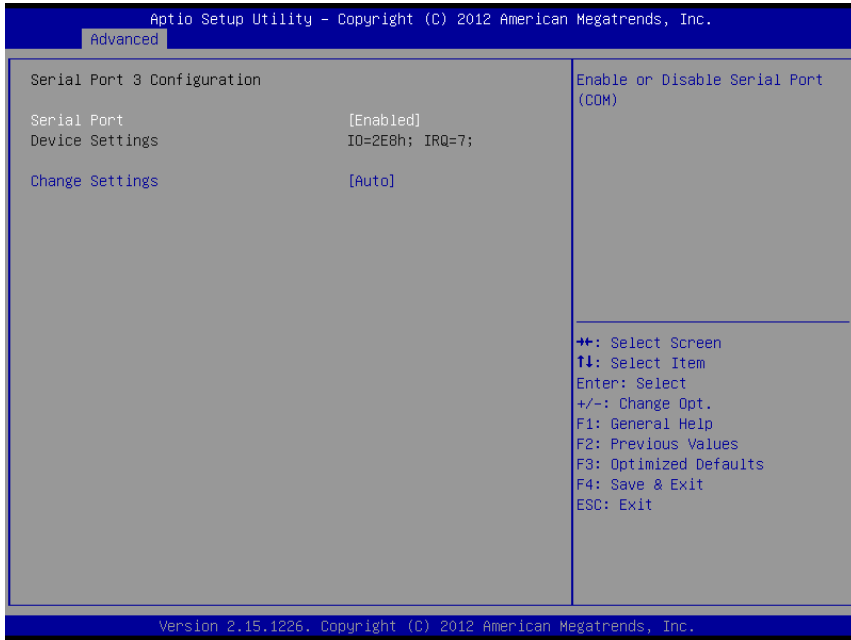 Aptio Setup Utility – Copyright (C) 2012 American Megatrends, Inc.
Advanced
Serial Port 3 Configuration
Serial Port [Enabled]
Device Settings IO=2E8h; IRQ=7;
Change Settings [Auto]
Enable or Disable Serial Port
(COM)
→←: Select Screen
↑↓: Select Item
Enter: Select
+/-: Change Opt.
F1: General Help
F2: Previous Values
F3: Optimized Defaults
F4: Save & Exit
ESC: Exit
Version 2.15.1226. Copyright (C) 2012 American Megatrends, Inc.